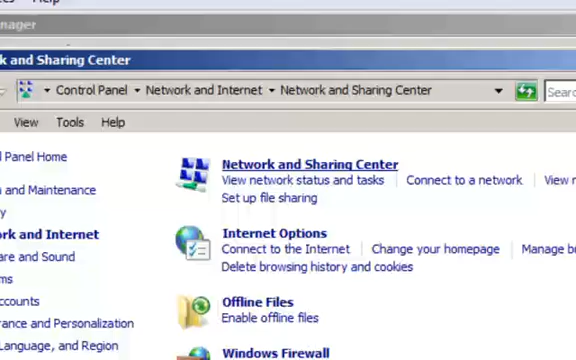 Help
nager
k and Sharing Center
Control Panel Network and Internet Network and Sharing Center
Sear
View Tools Help
l Panel Home
Network and Sharing Center
View network status and tasks Connect to a network View n
Set up file sharing
n and Maintenance
y
ork and Internet
Internet Options
Connect to the Internet Change your homepage Manage b
Delete browsing history and cookies
are and Sound
ms
Offline Files
Enable offline files
ccounts
rance and Personalization
Language, and Region
Windows Firewall